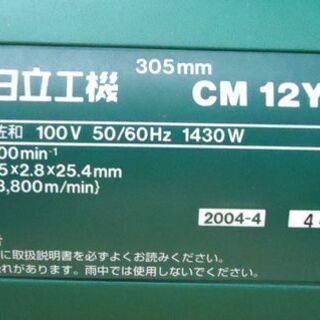 305mm
日立工機 CM 12Y
佐和 100V 50/60Hz 1430W
00min⁻¹
5×2.8×25.4mm
3,800m/min}
2004-4 4
に取扱説明書を必ずよくお読みください。
れがあります。雨中では使用しないでください。